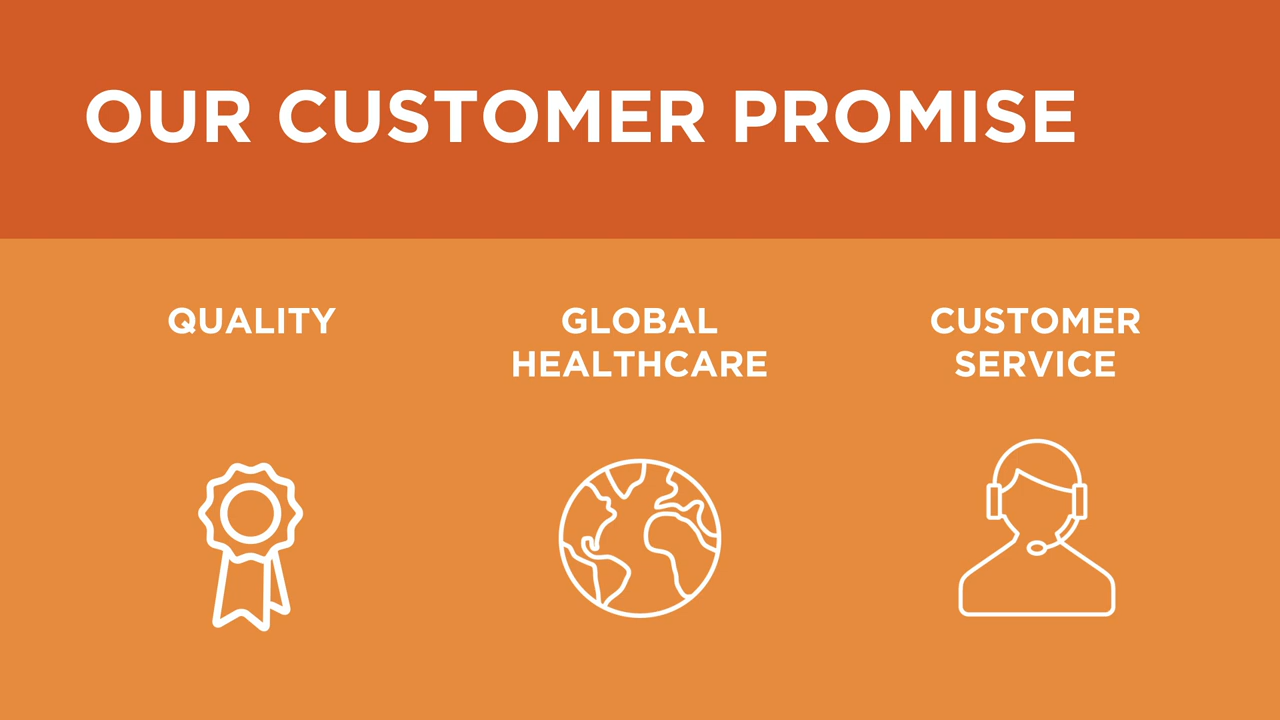 OUR CUSTOMER PROMISE
QUALITY
GLOBAL
HEALTHCARE
CUSTOMER
SERVICE